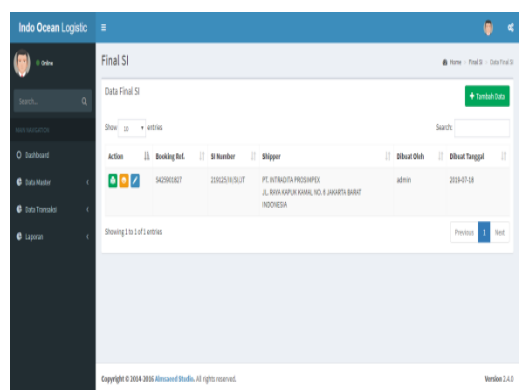 Indo Ocean Logistic
Online
Search...
MAIN NAVIGATION
Dashboard
Data Master
Data Transaksi
Laporan
Final SI
Home > Final SI > Data Final SI
Data Final SI
Tambah Data
Show 10 entries
Search:
Action Booking Ref. SI Number Shipper Dibuat Oleh Dibuat Tanggal
5425901827 PT. INTRADITA PROSIMPEX admin 2019-07-18
JL. RAYA KAPUK KAMAL NO. 6 JAKARTA BARAT
INDONESIA
Showing 1 to 1 of 1 entries
Previous 1 Next
Copyright © 2014-2016 Almsaeed Studio. All rights reserved.
Version 2.4.0